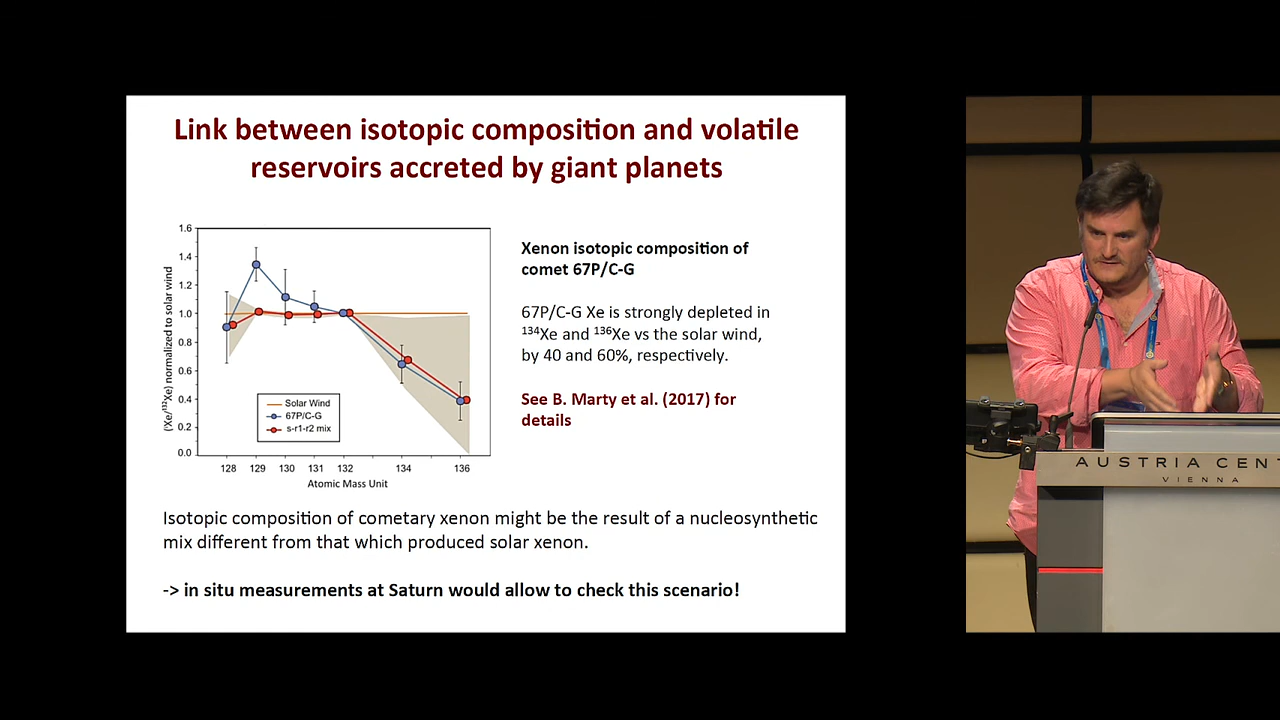 Link between isotopic composition and volatile
reservoirs accreted by giant planets
1.6
1.4
1.2
1.0
0.8
0.6
0.4
0.2
0.0
(ⁱXe/¹³²Xe) normalized to solar wind
Solar Wind
67P/C-G
s-r1-r2 mix
128 129 130 131 132 134 136
Atomic Mass Unit
Xenon isotopic composition of
comet 67P/C-G
67P/C-G Xe is strongly depleted in
¹³⁴Xe and ¹³⁶Xe vs the solar wind,
by 40 and 60%, respectively.
See B. Marty et al. (2017) for
details
Isotopic composition of cometary xenon might be the result of a nucleosynthetic
mix different from that which produced solar xenon.
-> in situ measurements at Saturn would allow to check this scenario!
AUSTRIA CENT
VIENNA